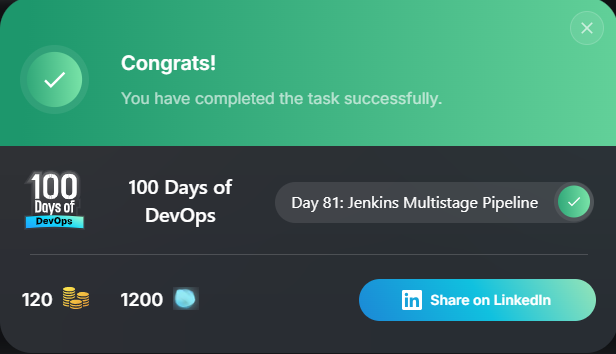 Congrats!
You have completed the task successfully.
100
Days of
DevOps
100 Days of
DevOps
Day 81: Jenkins Multistage Pipeline
120
1200
in Share on LinkedIn